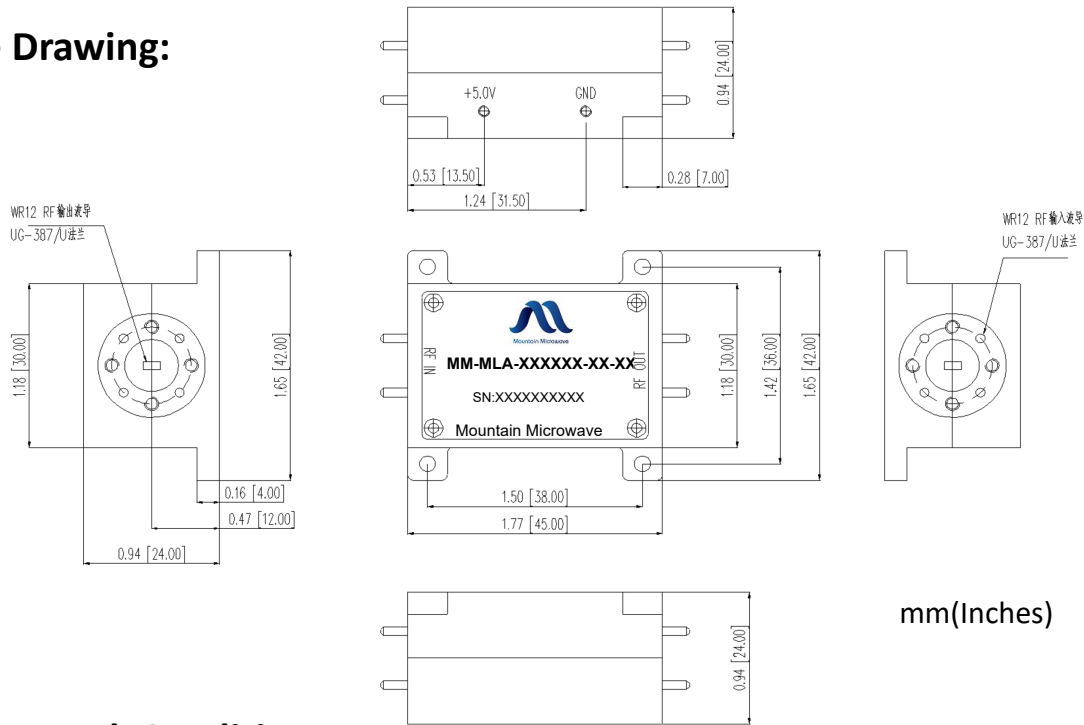 Drawing:
+5.0V
GND
0.94 [24.00]
0.53 [13.50]
1.24 [31.50]
0.28 [7.00]
WR12 RF输出波导
UG-387/U法兰
WR12 RF输入波导
UG-387/U法兰
1.18 [30.00]
1.65 [42.00]
0.16 [4.00]
0.47 [12.00]
0.94 [24.00]
Mountain Microwave
RF IN
MM-MLA-XXXXXX-XX-XX
RF OUT
SN:XXXXXXXXXX
Mountain Microwave
1.18 [30.00]
1.42 [36.00]
1.65 [42.00]
1.50 [38.00]
1.77 [45.00]
mm(Inches)
0.94 [24.00]